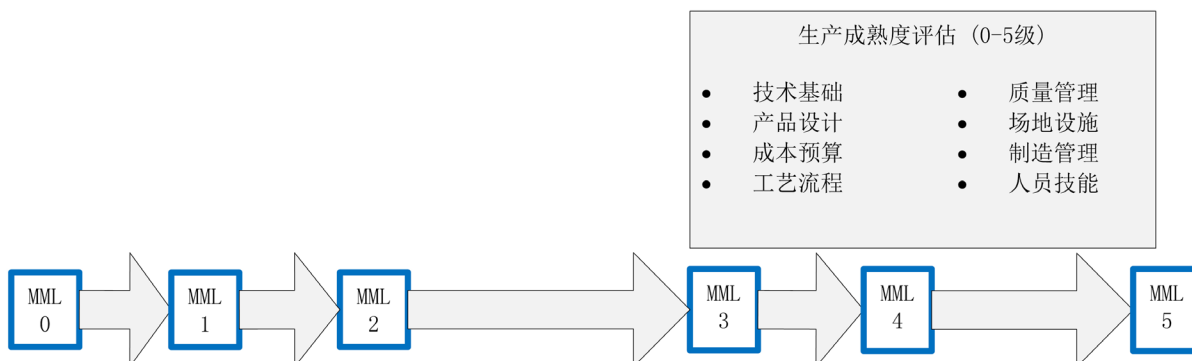 生产成熟度评估 (0-5级)
● 技术基础
● 产品设计
● 成本预算
● 工艺流程
● 质量管理
● 场地设施
● 制造管理
● 人员技能
MML
0
MML
1
MML
2
MML
3
MML
4
MML
5